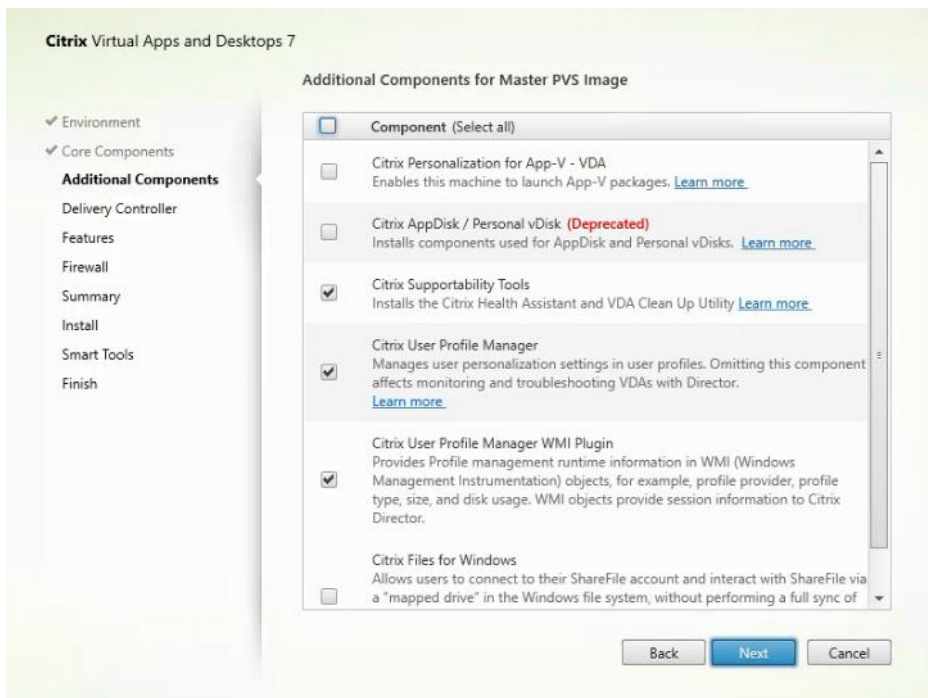 Citrix Virtual Apps and Desktops 7
Additional Components for Master PVS Image
Environment
Core Components
Additional Components
Delivery Controller
Features
Firewall
Summary
Install
Smart Tools
Finish
Component (Select all)
Citrix Personalization for App-V - VDA
Enables this machine to launch App-V packages. Learn more
Citrix AppDisk / Personal vDisk (Deprecated)
Installs components used for AppDisk and Personal vDisks. Learn more
Citrix Supportability Tools
Installs the Citrix Health Assistant and VDA Clean Up Utility Learn more
Citrix User Profile Manager
Manages user personalization settings in user profiles. Omitting this component
affects monitoring and troubleshooting VDAs with Director.
Learn more
Citrix User Profile Manager WMI Plugin
Provides Profile management runtime information in WMI (Windows
Management Instrumentation) objects, for example, profile provider, profile
type, size, and disk usage. WMI objects provide session information to Citrix
Director.
Citrix Files for Windows
Allows users to connect to their ShareFile account and interact with ShareFile via
a "mapped drive" in the Windows file system, without performing a full sync of
Back
Next
Cancel